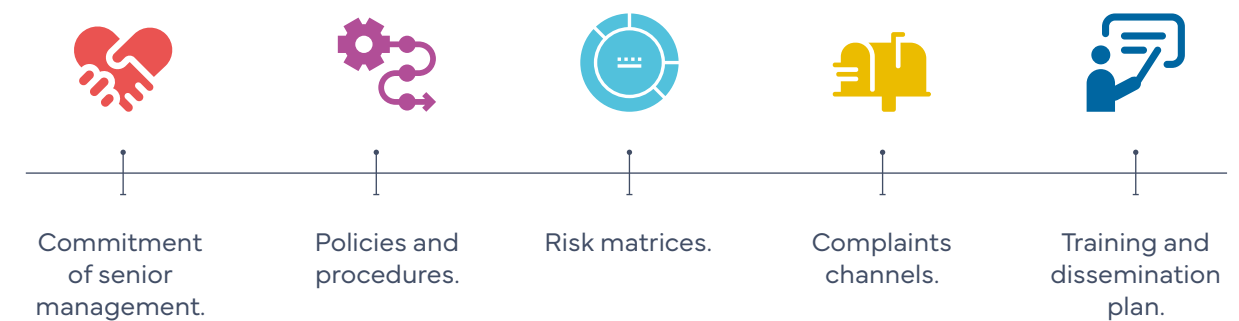 Commitment
of senior
management.
Policies and
procedures.
Risk matrices.
Complaints
channels.
Training and
dissemination
plan.